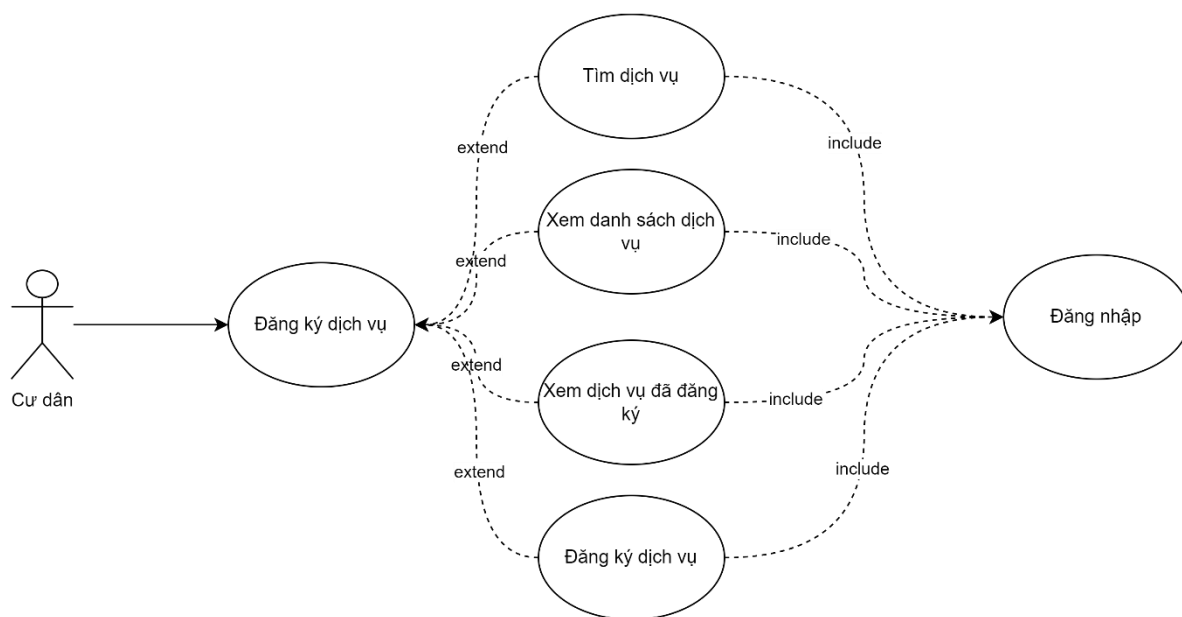 Tìm dịch vụ
extend
include
Xem danh sách dịch
vụ
extend
include
Cư dân
Đăng ký dịch vụ
Đăng nhập
extend
Xem dịch vụ đã đăng
ký
include
extend
include
Đăng ký dịch vụ